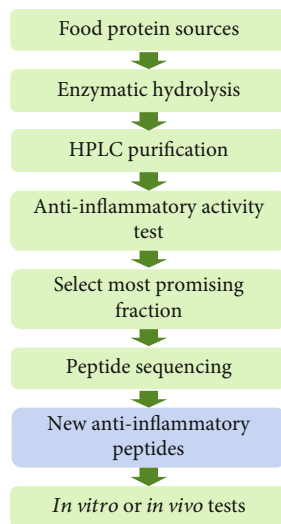 Food protein sources
Enzymatic hydrolysis
HPLC purification
Anti-inflammatory activity
test
Select most promising
fraction
Peptide sequencing
New anti-inflammatory
peptides
In vitro or in vivo tests